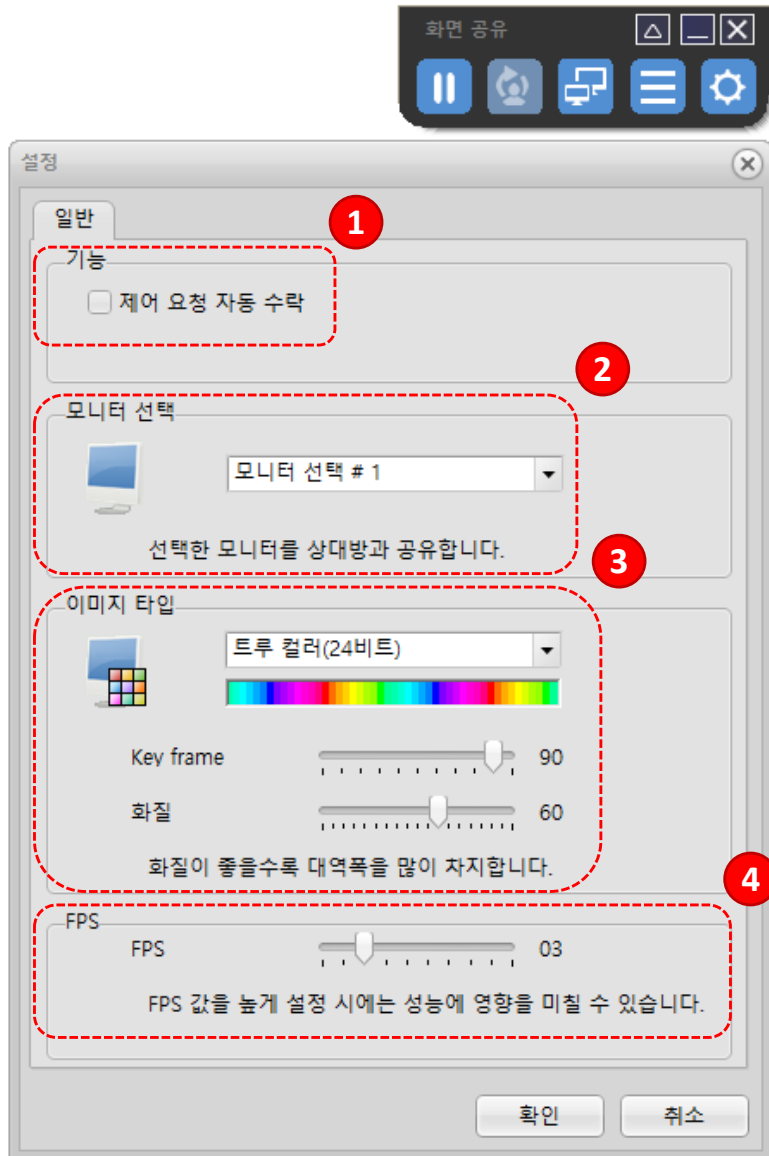 화면 공유
설정
일반
1
기능
제어 요청 자동 수락
2
모니터 선택
모니터 선택 # 1
선택한 모니터를 상대방과 공유합니다.
3
이미지 타입
트루 컬러(24비트)
Key frame 90
화질 60
화질이 좋을수록 대역폭을 많이 차지합니다.
4
FPS
FPS 03
FPS 값을 높게 설정 시에는 성능에 영향을 미칠 수 있습니다.
확인 취소